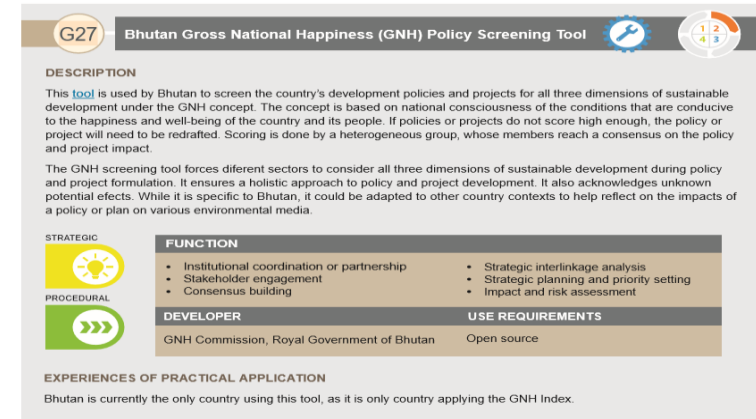 G27
Bhutan Gross National Happiness (GNH) Policy Screening Tool
1 2
4 3
DESCRIPTION
This tool is used by Bhutan to screen the country's development policies and projects for all three dimensions of sustainable
development under the GNH concept. The concept is based on national consciousness of the conditions that are conducive
to the happiness and well-being of the country and its people. If policies or projects do not score high enough, the policy or
project will need to be redrafted. Scoring is done by a heterogeneous group, whose members reach a consensus on the policy
and project impact.
The GNH screening tool forces diferent sectors to consider all three dimensions of sustainable development during policy
and project formulation. It ensures a holistic approach to policy and project development. It also acknowledges unknown
potential efects. While it is specific to Bhutan, it could be adapted to other country contexts to help reflect on the impacts of
a policy or plan on various environmental media.
STRATEGIC
PROCEDURAL
FUNCTION
• Institutional coordination or partnership
• Stakeholder engagement
• Consensus building
• Strategic interlinkage analysis
• Strategic planning and priority setting
• Impact and risk assessment
DEVELOPER
GNH Commission, Royal Government of Bhutan
USE REQUIREMENTS
Open source
EXPERIENCES OF PRACTICAL APPLICATION
Bhutan is currently the only country using this tool, as it is only country applying the GNH Index.